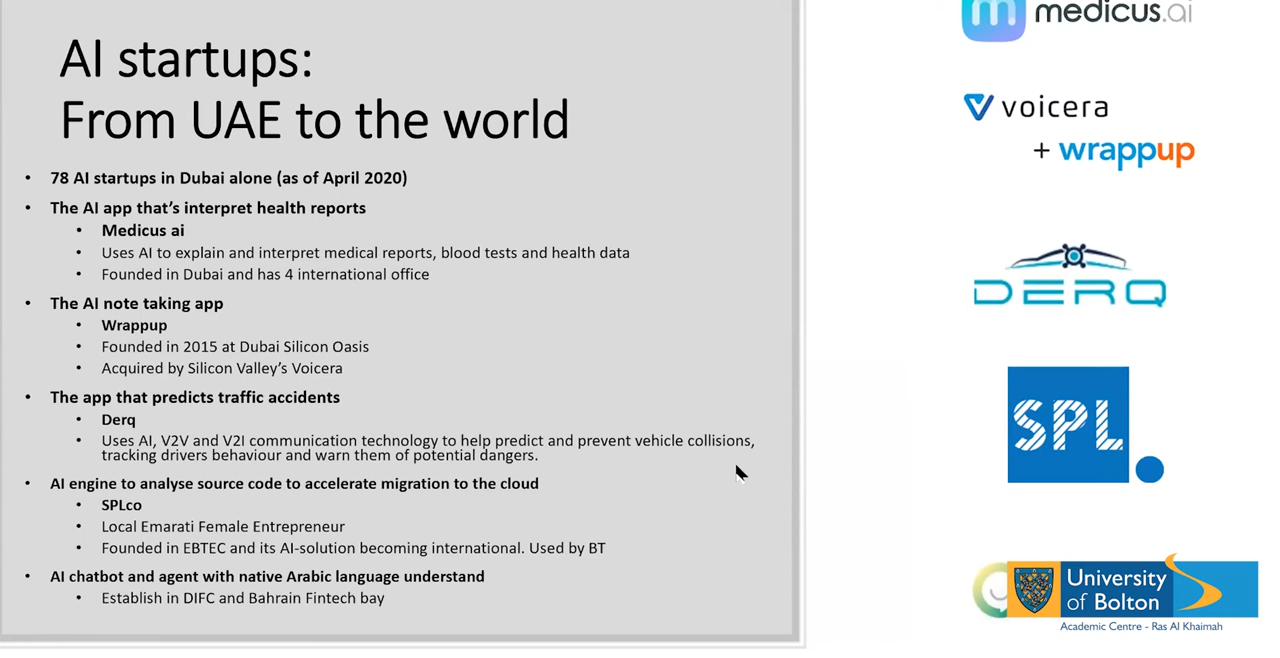 AI startups:
From UAE to the world
• 78 AI startups in Dubai alone (as of April 2020)
• The AI app that’s interpret health reports
• Medicus ai
• Uses AI to explain and interpret medical reports, blood tests and health data
• Founded in Dubai and has 4 international office
• The AI note taking app
• Wrappup
• Founded in 2015 at Dubai Silicon Oasis
• Acquired by Silicon Valley’s Voicera
• The app that predicts traffic accidents
• Derq
• Uses AI, V2V and V2I communication technology to help predict and prevent vehicle collisions,
tracking drivers behaviour and warn them of potential dangers.
• AI engine to analyse source code to accelerate migration to the cloud
• SPLco
• Local Emarati Female Entrepreneur
• Founded in EBTEC and its AI-solution becoming international. Used by BT
• AI chatbot and agent with native Arabic language understand
• Establish in DIFC and Bahrain Fintech bay
m medicus.ai
voicera
+ wrappup
DERQ
SPL
University
of Bolton
Academic Centre - Ras Al Khaimah